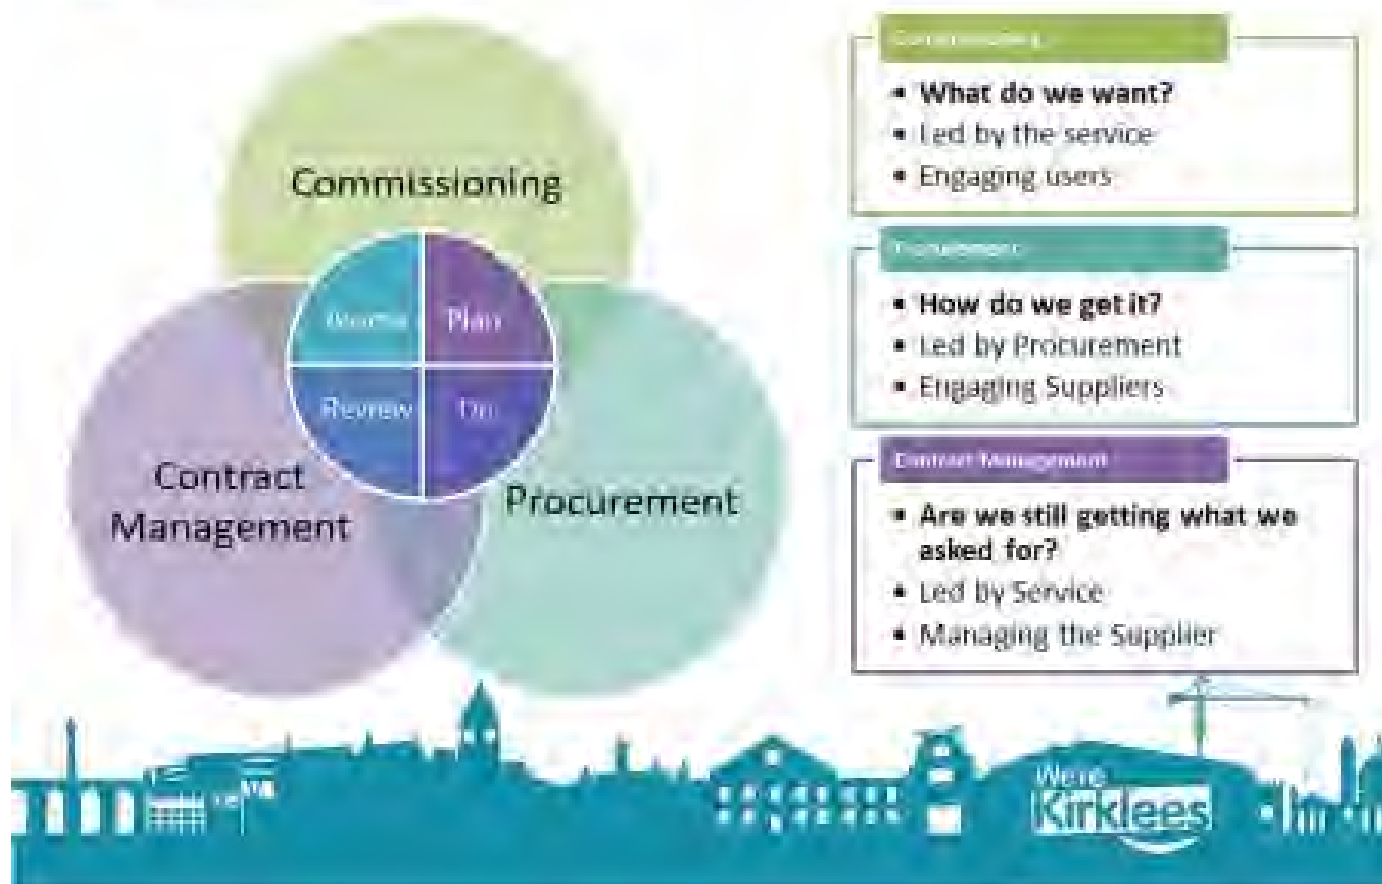 Commissioning
Plan
Review
Do
Contract
Management
Procurement
Commissioning
• What do we want?
• Led by the service
• Engaging users
Procurement
• How do we get it?
• Led by Procurement
• Engaging Suppliers
Contract Management
• Are we still getting what we
asked for?
• Led by Service
• Managing the Supplier
We're
Kirklees